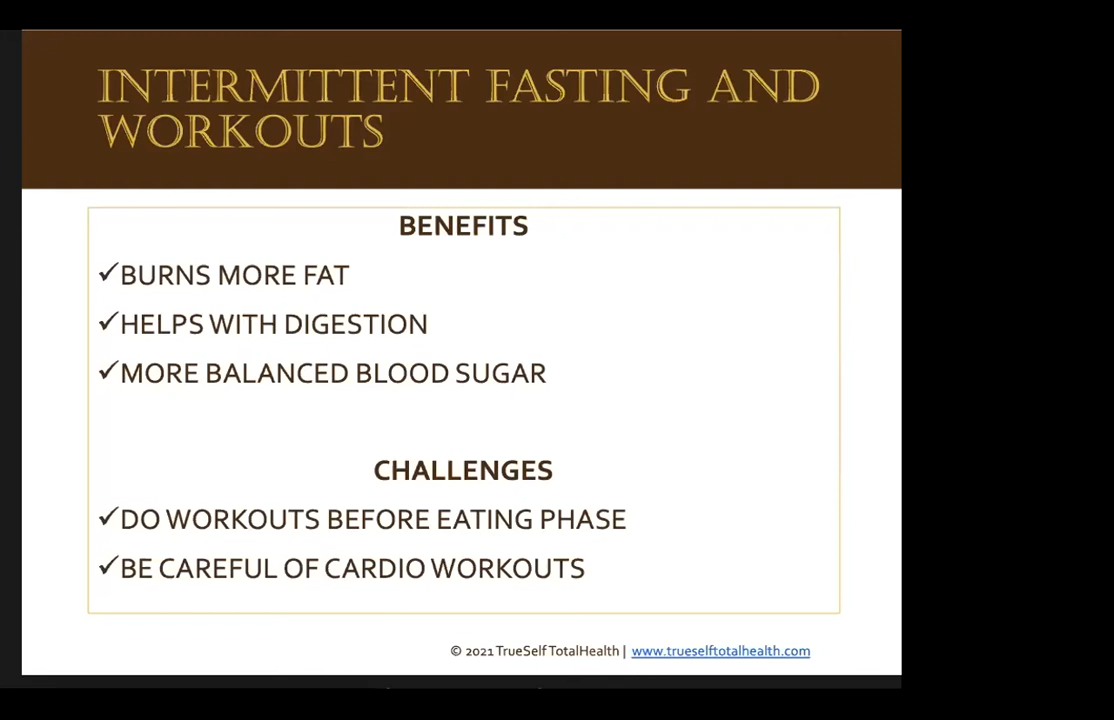 INTERMITTENT FASTING AND
WORKOUTS
BENEFITS
✓BURNS MORE FAT
✓HELPS WITH DIGESTION
✓MORE BALANCED BLOOD SUGAR
CHALLENGES
✓DO WORKOUTS BEFORE EATING PHASE
✓BE CAREFUL OF CARDIO WORKOUTS
© 2021 TrueSelf TotalHealth | www.trueselftotalhealth.com